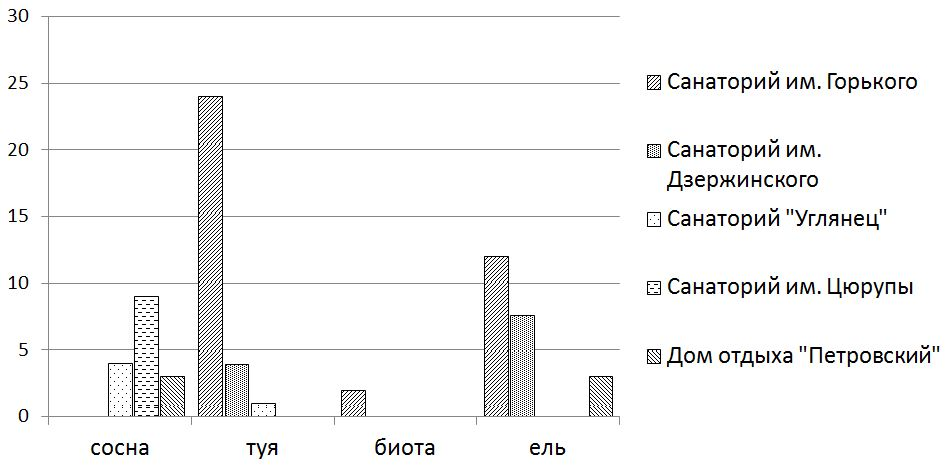 30
25
20
15
10
5
0
сосна туя биота ель
Санаторий им. Горького
Санаторий им.
Дзержинского
Санаторий "Углянец"
Санаторий им. Цюрупы
Дом отдыха "Петровский"